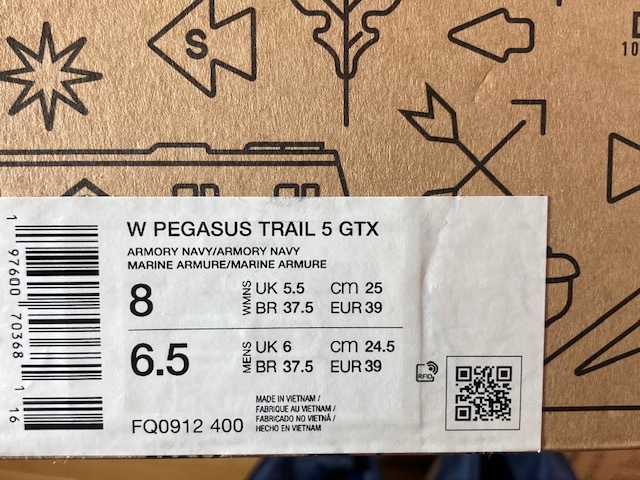 S
10
W PEGASUS TRAIL 5 GTX
ARMORY NAVY/ARMORY NAVY
MARINE ARMURE/MARINE ARMURE
8 WMNS UK 5.5 cm 25
BR 37.5 EUR 39
6.5 MENS UK 6 cm 24.5
BR 37.5 EUR 39
RFID
MADE IN VIETNAM /
FABRIQUE AU VIETNAM /
FABRICADO NO VIETNÃ /
HECHO EN VIETNAM
FQ0912 400
1 97600 70368 1 16